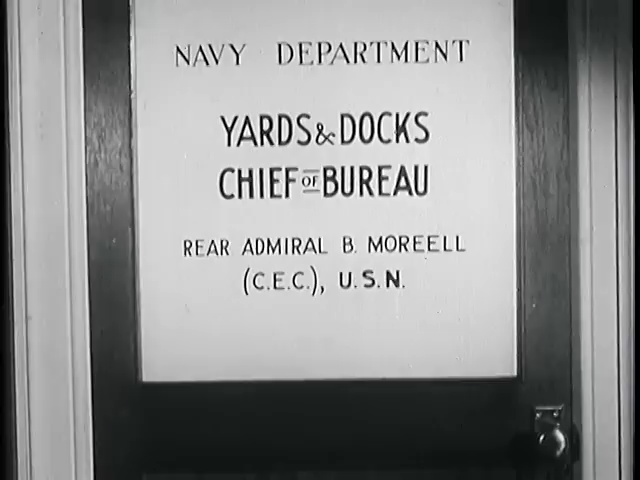 NAVY DEPARTMENT
YARDS & DOCKS
CHIEF OF BUREAU
REAR ADMIRAL B. MOREELL
(C.E.C.), U.S.N.